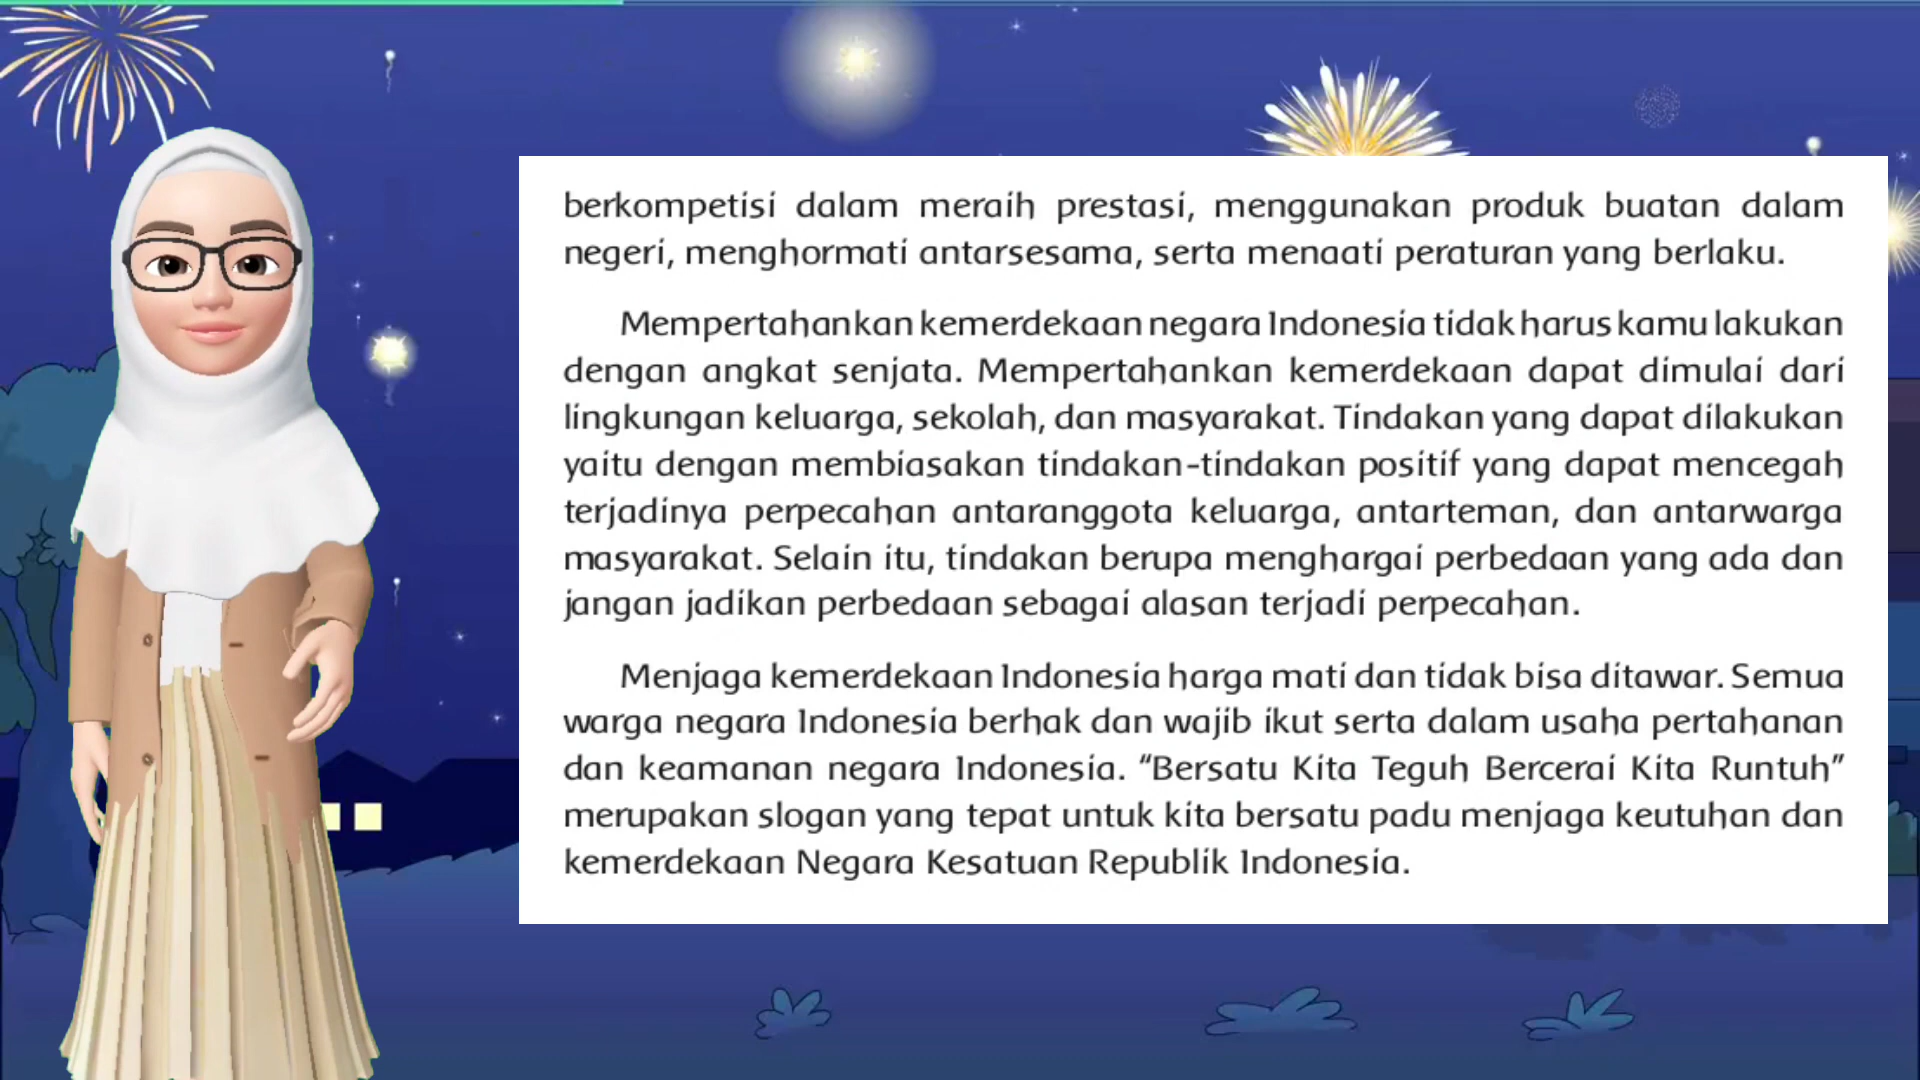 berkompetisi dalam meraih prestasi, menggunakan produk buatan dalam
negeri, menghormati antarsesama, serta menaati peraturan yang berlaku.
Mempertahankan kemerdekaan negara Indonesia tidak harus kamu lakukan
dengan angkat senjata. Mempertahankan kemerdekaan dapat dimulai dari
lingkungan keluarga, sekolah, dan masyarakat. Tindakan yang dapat dilakukan
yaitu dengan membiasakan tindakan-tindakan positif yang dapat mencegah
terjadinya perpecahan antaranggota keluarga, antarteman, dan antarwarga
masyarakat. Selain itu, tindakan berupa menghargai perbedaan yang ada dan
jangan jadikan perbedaan sebagai alasan terjadi perpecahan.
Menjaga kemerdekaan Indonesia harga mati dan tidak bisa ditawar. Semua
warga negara Indonesia berhak dan wajib ikut serta dalam usaha pertahanan
dan keamanan negara Indonesia. “Bersatu Kita Teguh Bercerai Kita Runtuh”
merupakan slogan yang tepat untuk kita bersatu padu menjaga keutuhan dan
kemerdekaan Negara Kesatuan Republik Indonesia.